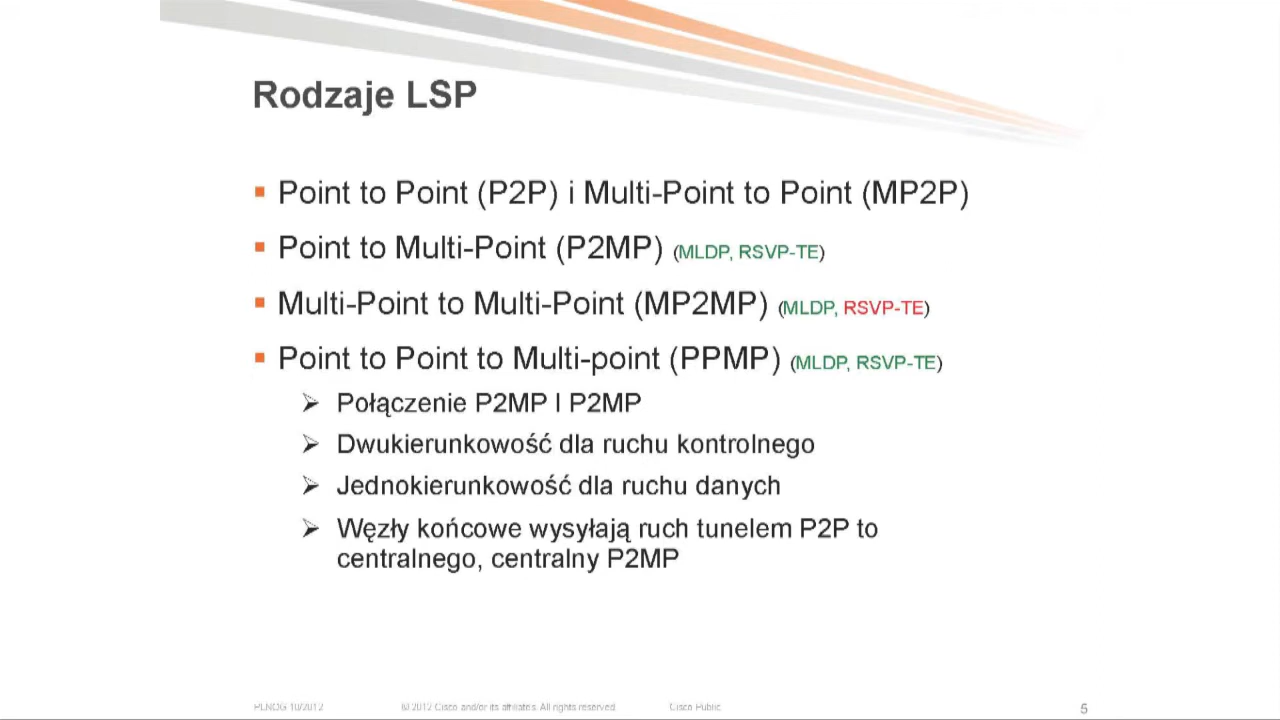 Rodzaje LSP
Point to Point (P2P) i Multi-Point to Point (MP2P)
Point to Multi-Point (P2MP) (MLDP, RSVP-TE)
Multi-Point to Multi-Point (MP2MP) (MLDP, RSVP-TE)
Point to Point to Multi-point (PPMP) (MLDP, RSVP-TE)
Połączenie P2MP I P2MP
Dwukierunkowość dla ruchu kontrolnego
Jednokierunkowość dla ruchu danych
Węzły końcowe wysyłają ruch tunelem P2P to
centralnego, centralny P2MP
PLNOG 10/2012 © 2012 Cisco and/or its affiliates. All rights reserved. Cisco Public 5